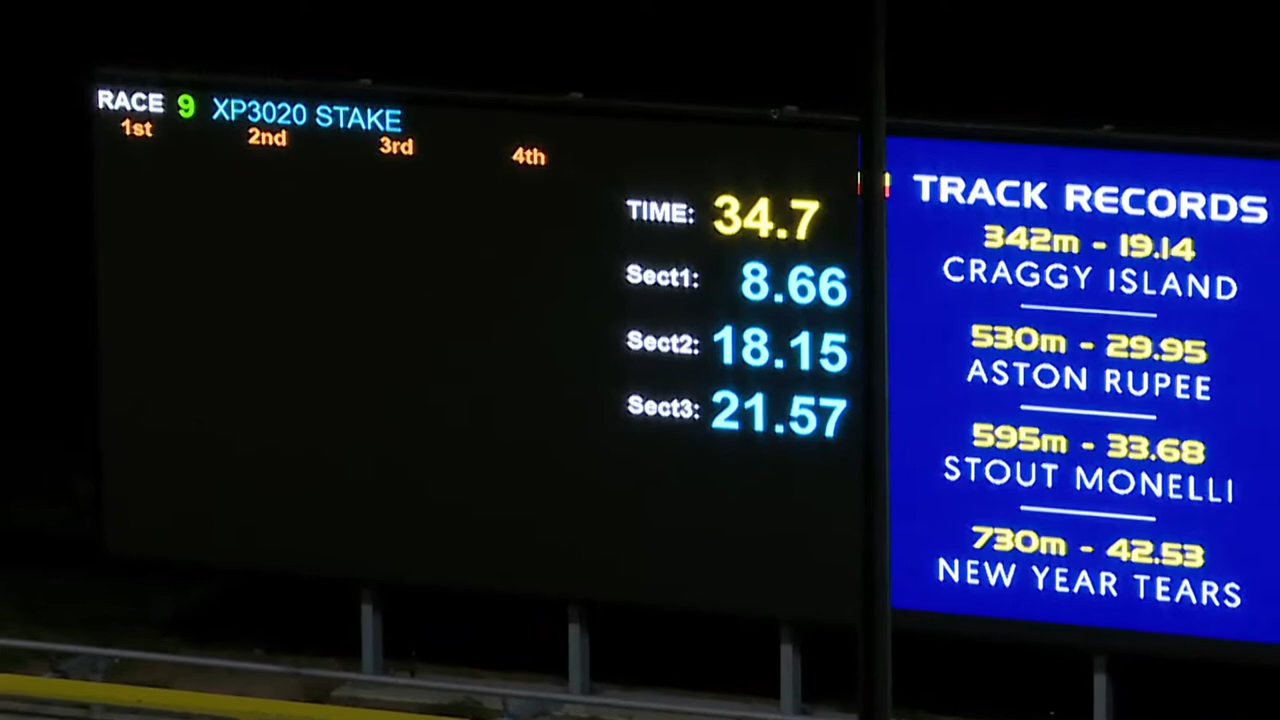 RACE 9 XP3020 STAKE
1st 2nd 3rd 4th
TIME: 34.7
Sect1: 8.66
Sect2: 18.15
Sect3: 21.57
TRACK RECORDS
342m - 19.14
CRAGGY ISLAND
530m - 29.95
ASTON RUPEE
595m - 33.68
STOUT MONELLI
730m - 42.53
NEW YEAR TEARS